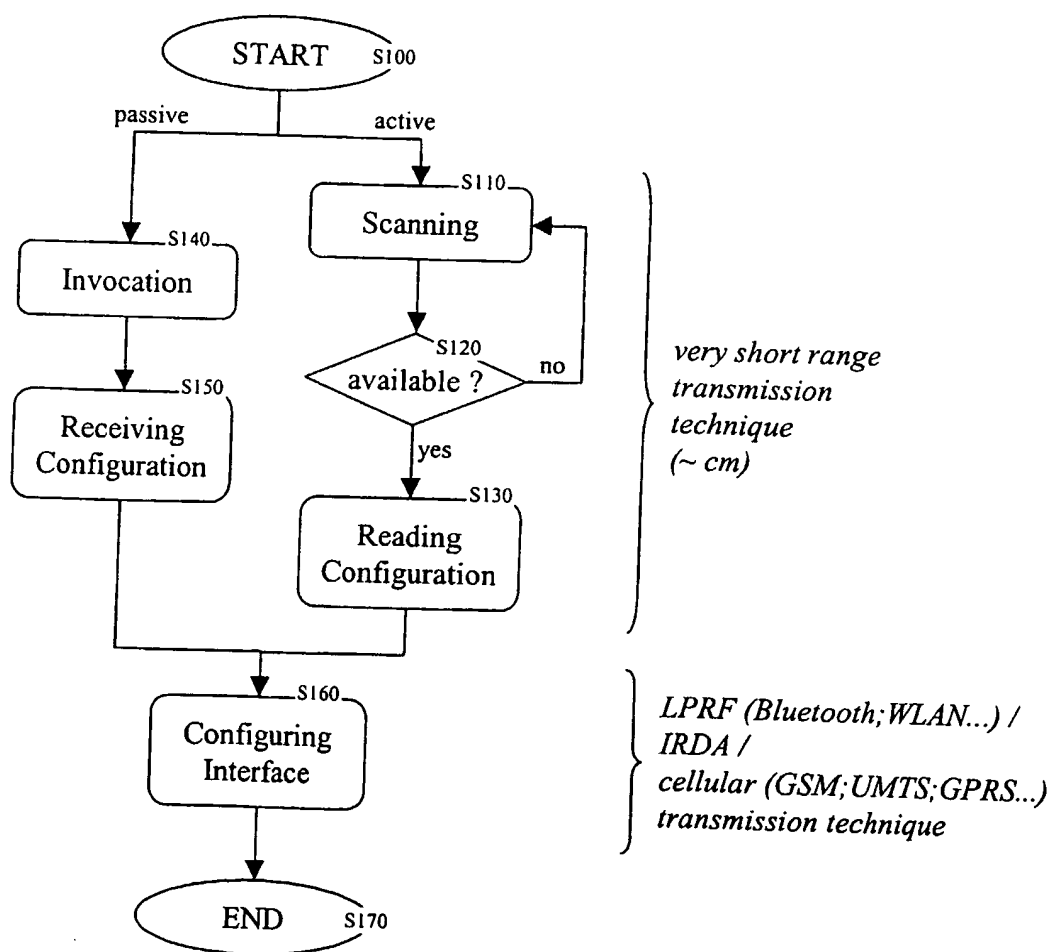 START S100
passive
active
S110
Scanning
S140
Invocation
S120
available ?
no
S150
Receiving
Configuration
yes
S130
Reading
Configuration
very short range
transmission
technique
(~ cm)
S160
Configuring
Interface
LPRF (Bluetooth;WLAN...) /
IRDA /
cellular (GSM;UMTS;GPRS...)
transmission technique
END S170